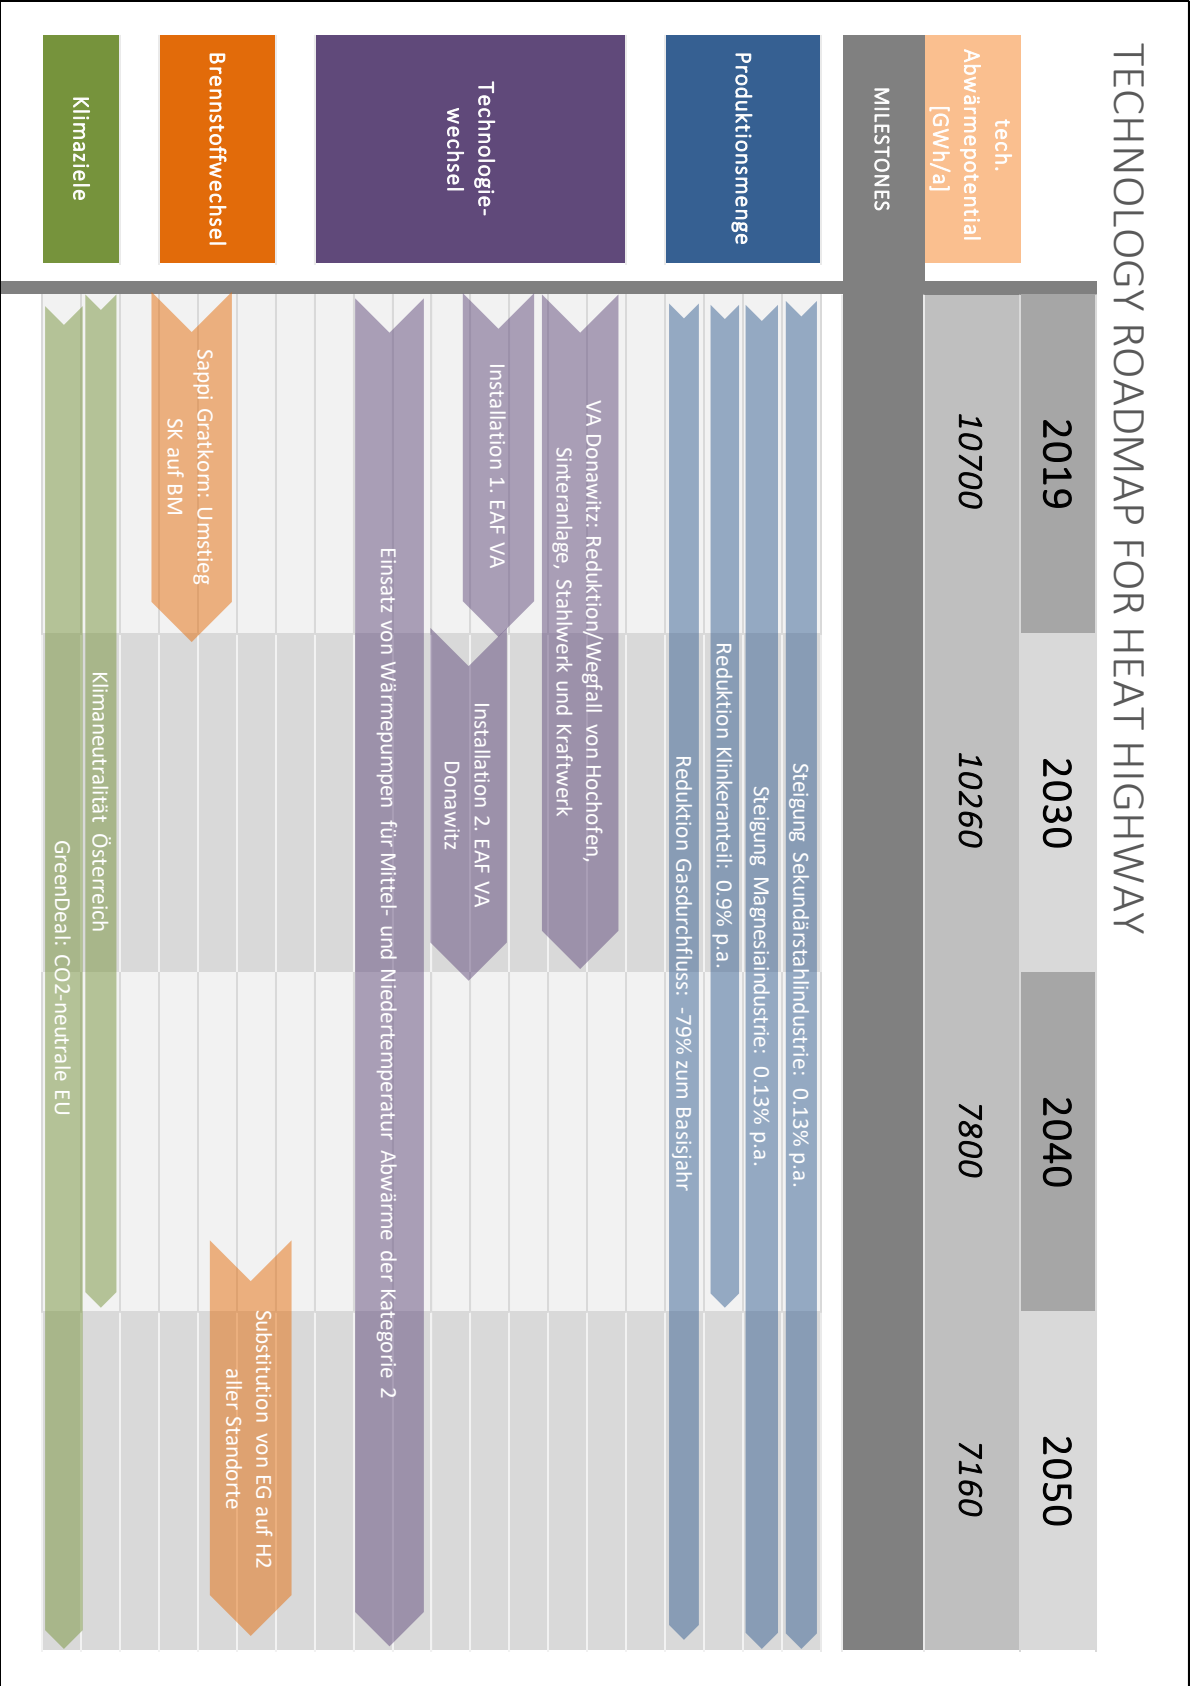 TECHNOLOGY ROADMAP FOR HEAT HIGHWAY
2019
2030
2040
2050
tech.
Abwärmepotential
[GWh/a]
10700
10260
7800
7160
MILESTONES
Produktionsmenge
Steigung Sekundärstahlindustrie: 0.13% p.a.
Steigung Magnesiaindustrie: 0.13% p.a.
Reduktion Klinkeranteil: 0.9% p.a.
Reduktion Gasdurchfluss: -79% zum Basisjahr
Technologie-
wechsel
VA Donawitz: Reduktion/Wegfall von Hochofen,
Sinteranlage, Stahlwerk und Kraftwerk
Installation 1. EAF VA
Installation 2. EAF VA
Donawitz
Einsatz von Wärmepumpen für Mittel- und Niedertemperatur Abwärme der Kategorie 2
Brennstoffwechsel
Substitution von EG auf H2
aller Standorte
Sappi Gratkorn: Umstieg
SK auf BM
Klimaziele
Klimaneutralität Österreich
GreenDeal: CO2-neutrale EU